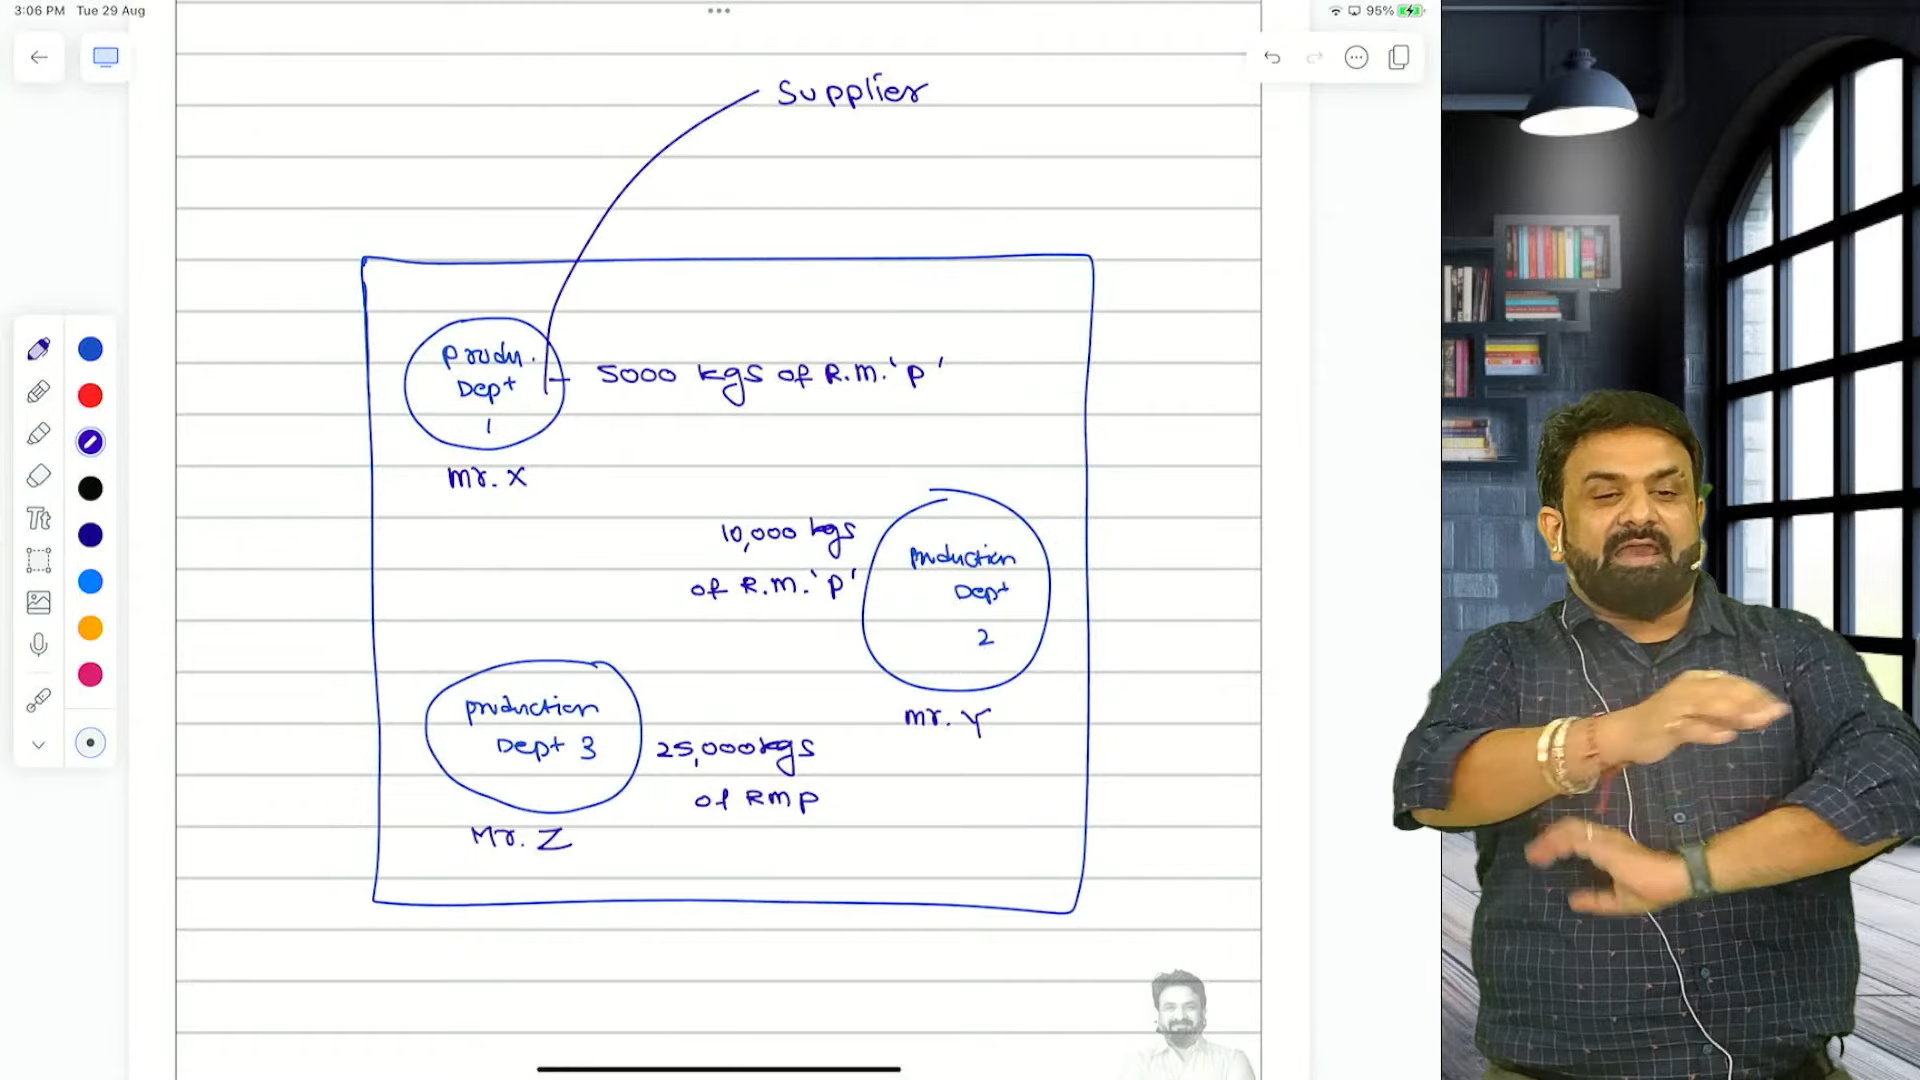 3:06 PM Tue 29 Aug
95%
Supplier
Produ.
Dept
1
5000 kgs of R.M. 'P'
Mr. X
10,000 kgs
of R.M. 'P'
Production
Dept
2
Mr. Y
Production
Dept 3
25,000 kgs
of RMP
Mr. Z
Tt